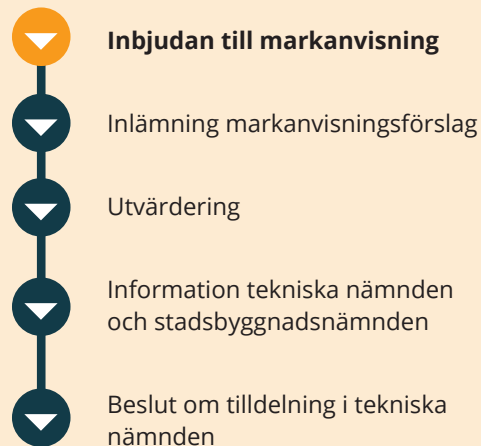 Inbjudan till markanvisning
Inlämning markanvisningsförslag
Utvärdering
Information tekniska nämnden
och stadsbyggnadsnämnden
Beslut om tilldelning i tekniska
nämnden